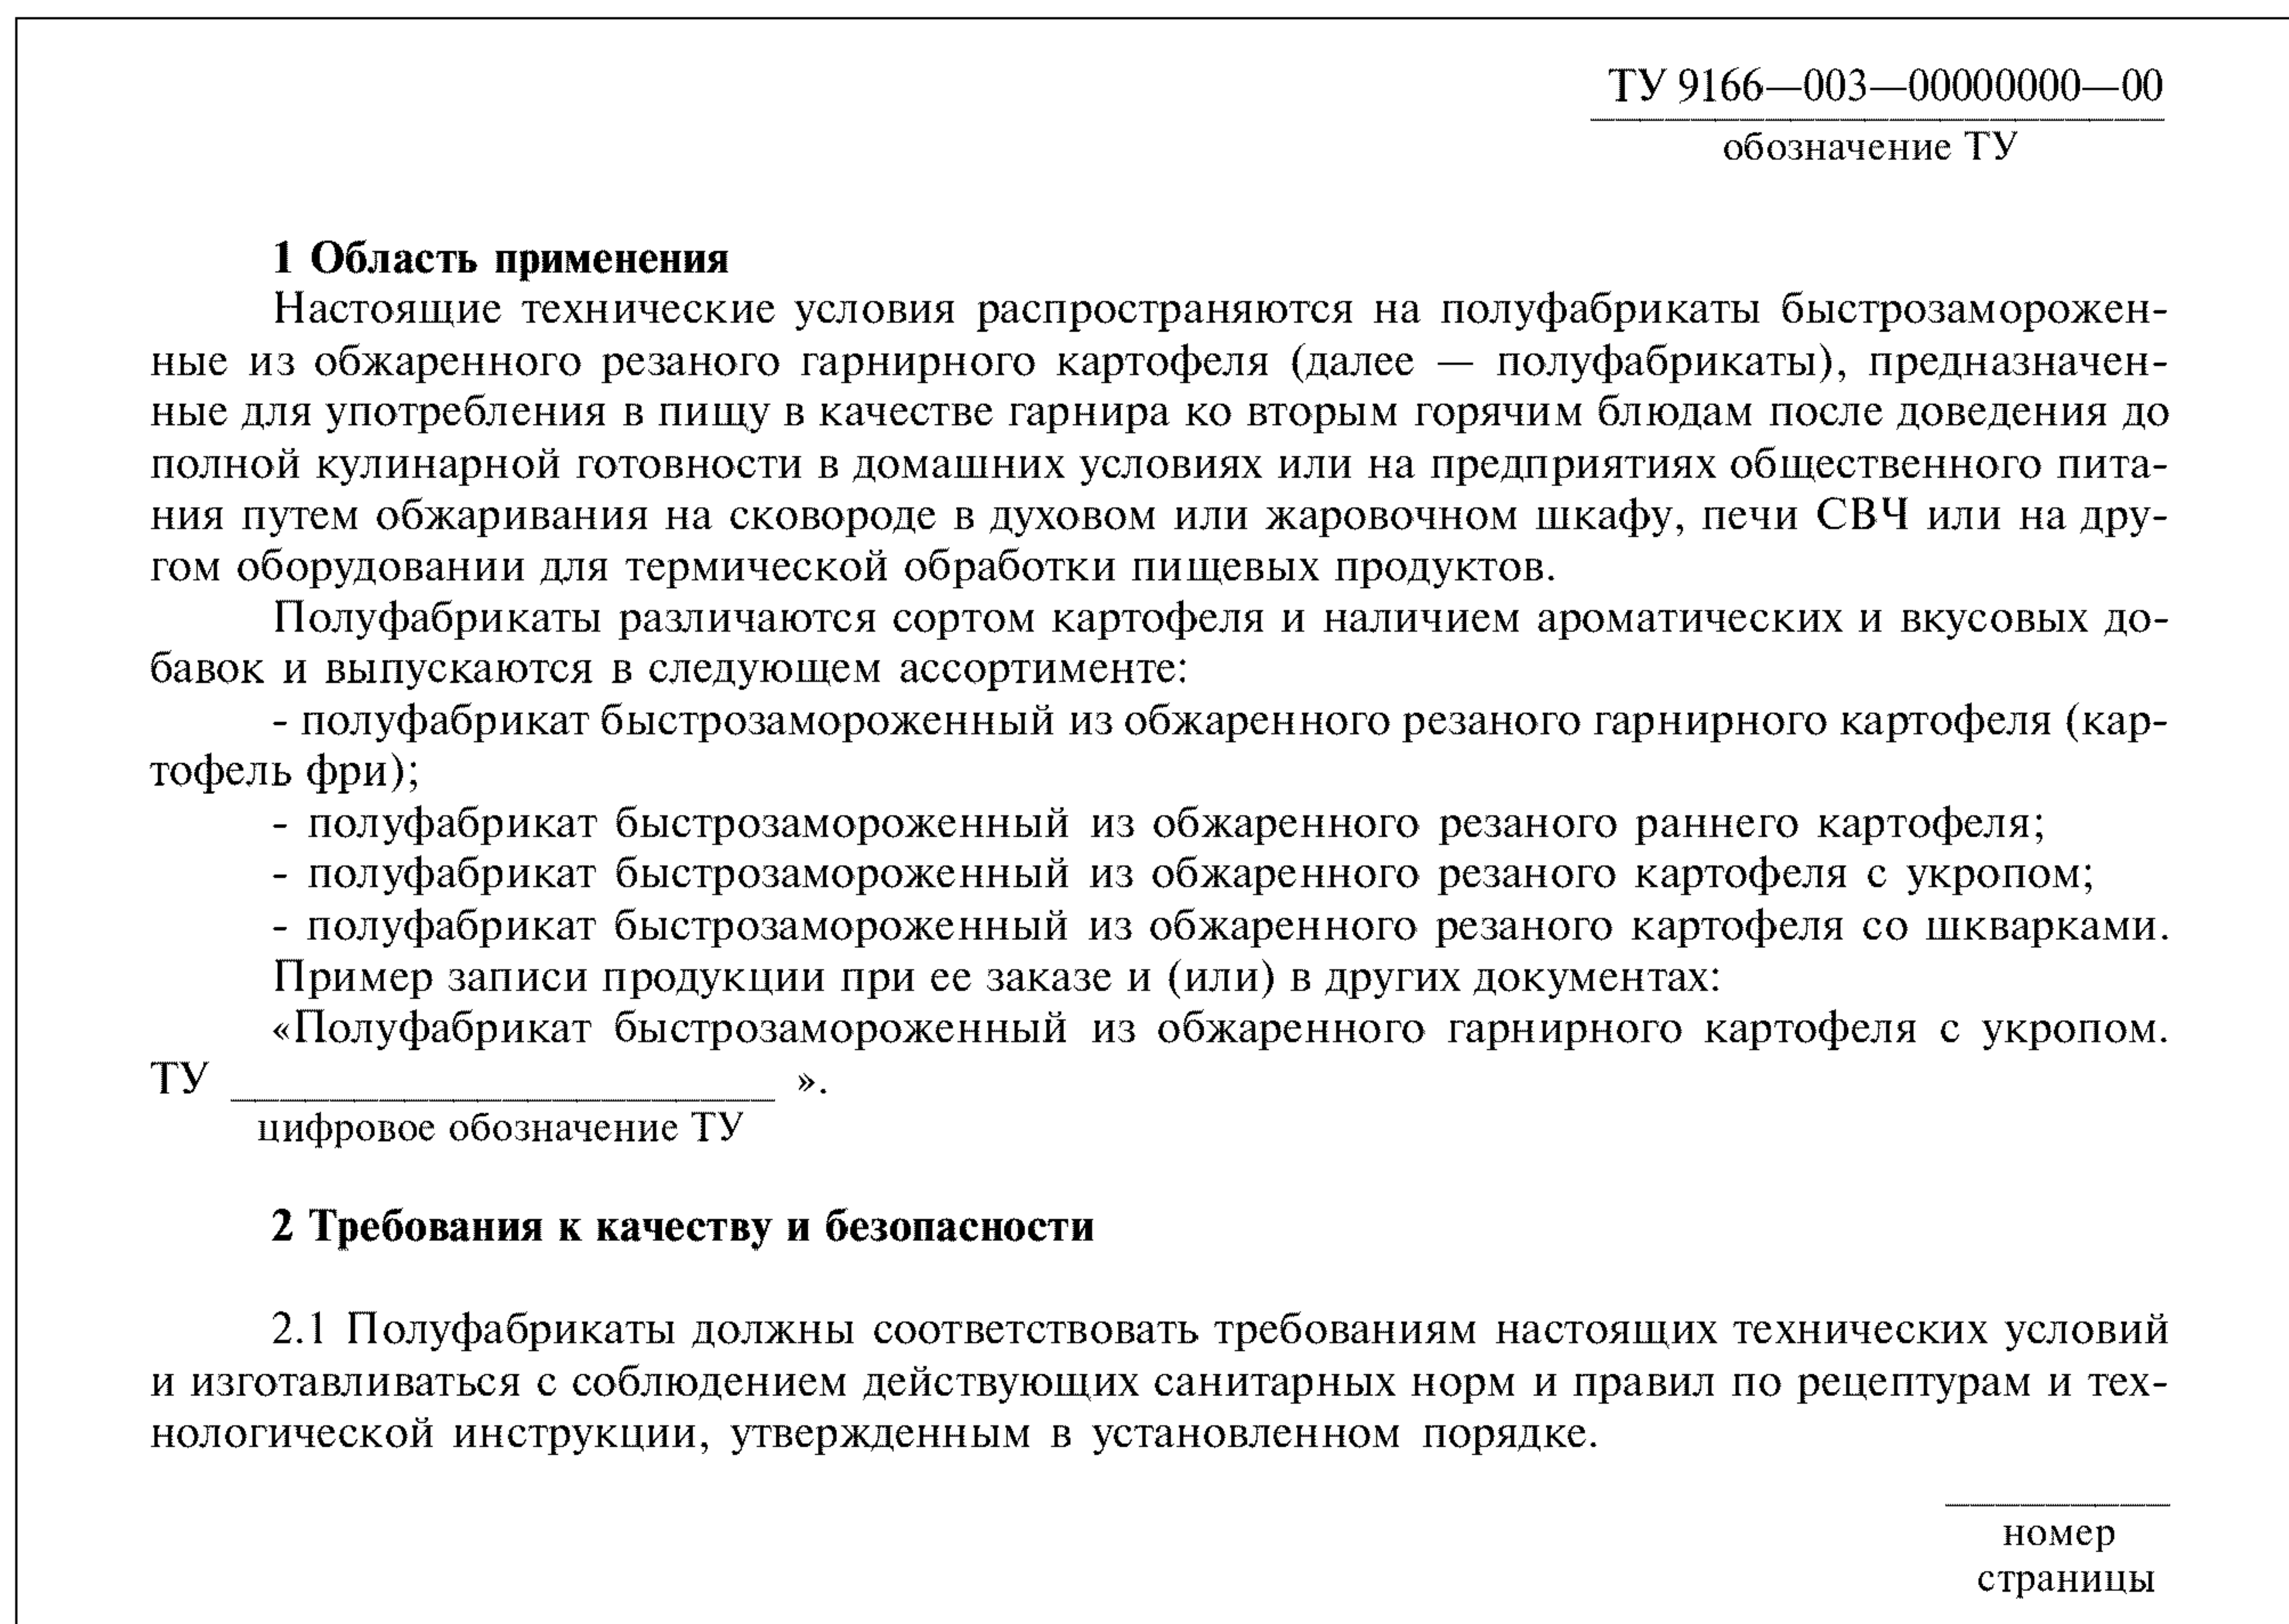 ТУ 9166—003—00000000—00
обозначение ТУ
1 Область применения
Настоящие технические условия распространяются на полуфабрикаты быстрозаморожен-
ные из обжаренного резаного гарнирного картофеля (далее — полуфабрикаты), предназначен-
ные для употребления в пищу в качестве гарнира ко вторым горячим блюдам после доведения до
полной кулинарной готовности в домашних условиях или на предприятиях общественного пита-
ния путем обжаривания на сковороде в духовом или жаровочном шкафу, печи СВЧ или на дру-
гом оборудовании для термической обработки пищевых продуктов.
Полуфабрикаты различаются сортом картофеля и наличием ароматических и вкусовых до-
бавок и выпускаются в следующем ассортименте:
- полуфабрикат быстрозамороженный из обжаренного резаного гарнирного картофеля (кар-
тофель фри);
- полуфабрикат быстрозамороженный из обжаренного резаного раннего картофеля;
- полуфабрикат быстрозамороженный из обжаренного резаного картофеля с укропом;
- полуфабрикат быстрозамороженный из обжаренного резаного картофеля со шкварками.
Пример записи продукции при ее заказе и (или) в других документах:
«Полуфабрикат быстрозамороженный из обжаренного гарнирного картофеля с укропом.
ТУ ______________________ ».
цифровое обозначение ТУ
2 Требования к качеству и безопасности
2.1 Полуфабрикаты должны соответствовать требованиям настоящих технических условий
и изготавливаться с соблюдением действующих санитарных норм и правил по рецептурам и тех-
нологической инструкции, утвержденным в установленном порядке.
номер
страницы